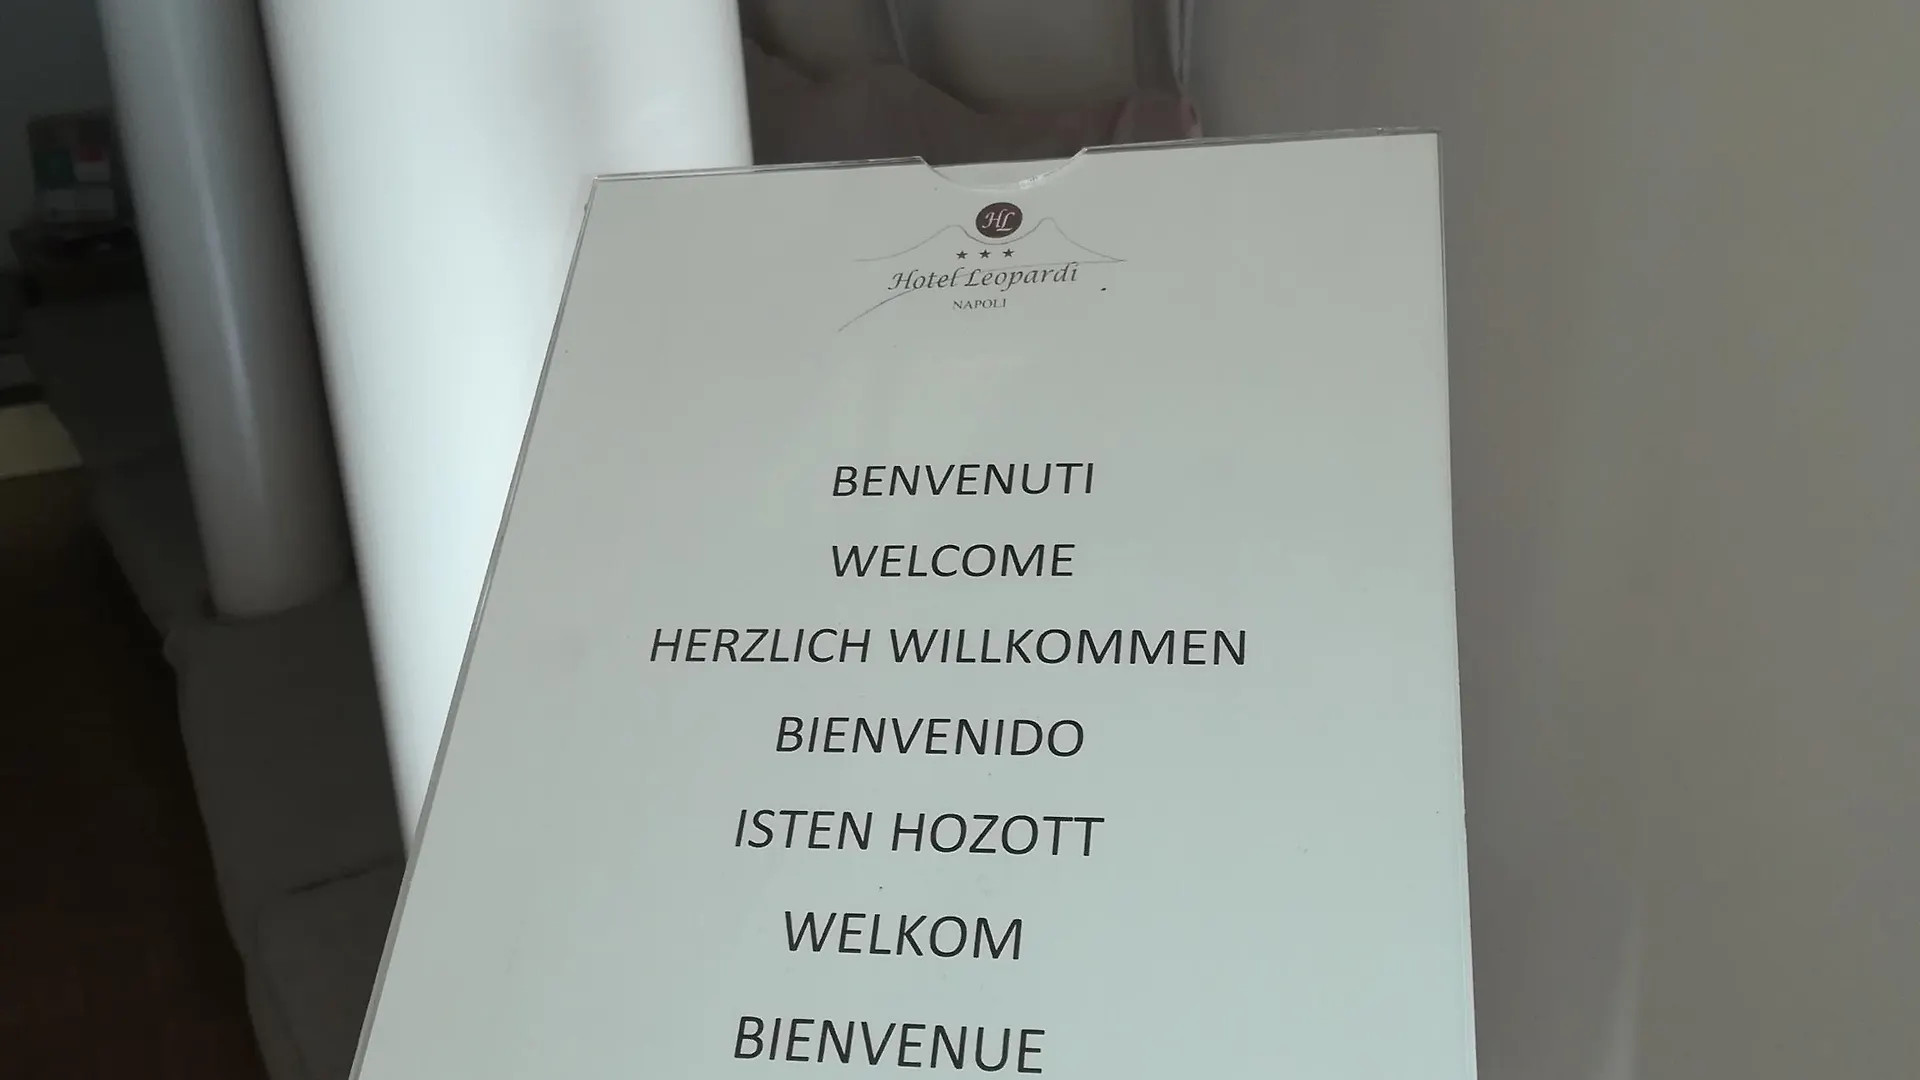 HL
Hotel Leopardi
NAPOLI
BENVENUTI
WELCOME
HERZLICH WILLKOMMEN
BIENVENIDO
ISTEN HOZOTT
WELKOM
BIENVENUE